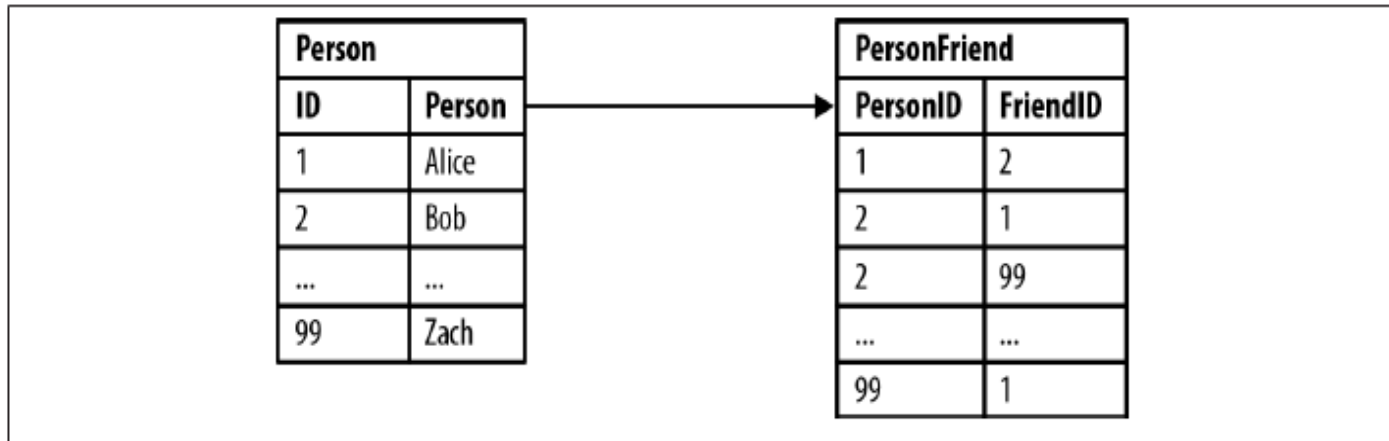 Person
ID Person
1 Alice
2 Bob
... ...
99 Zach
PersonFriend
PersonID FriendID
1 2
2 1
2 99
... ...
99 1